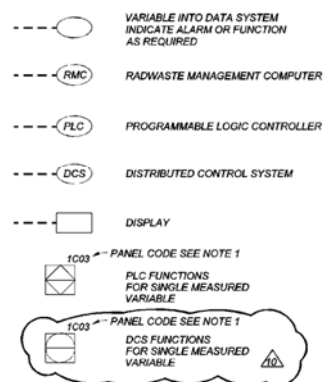 VARIABLE INTO DATA SYSTEM
INDICATE ALARM OR FUNCTION
AS REQUIRED
RMC RADWASTE MANAGEMENT COMPUTER
PLC PROGRAMMABLE LOGIC CONTROLLER
DCS DISTRIBUTED CONTROL SYSTEM
DISPLAY
1C03 PANEL CODE SEE NOTE 1
PLC FUNCTIONS
FOR SINGLE MEASURED
VARIABLE
1C03 PANEL CODE SEE NOTE 1
DCS FUNCTIONS
FOR SINGLE MEASURED
VARIABLE 10